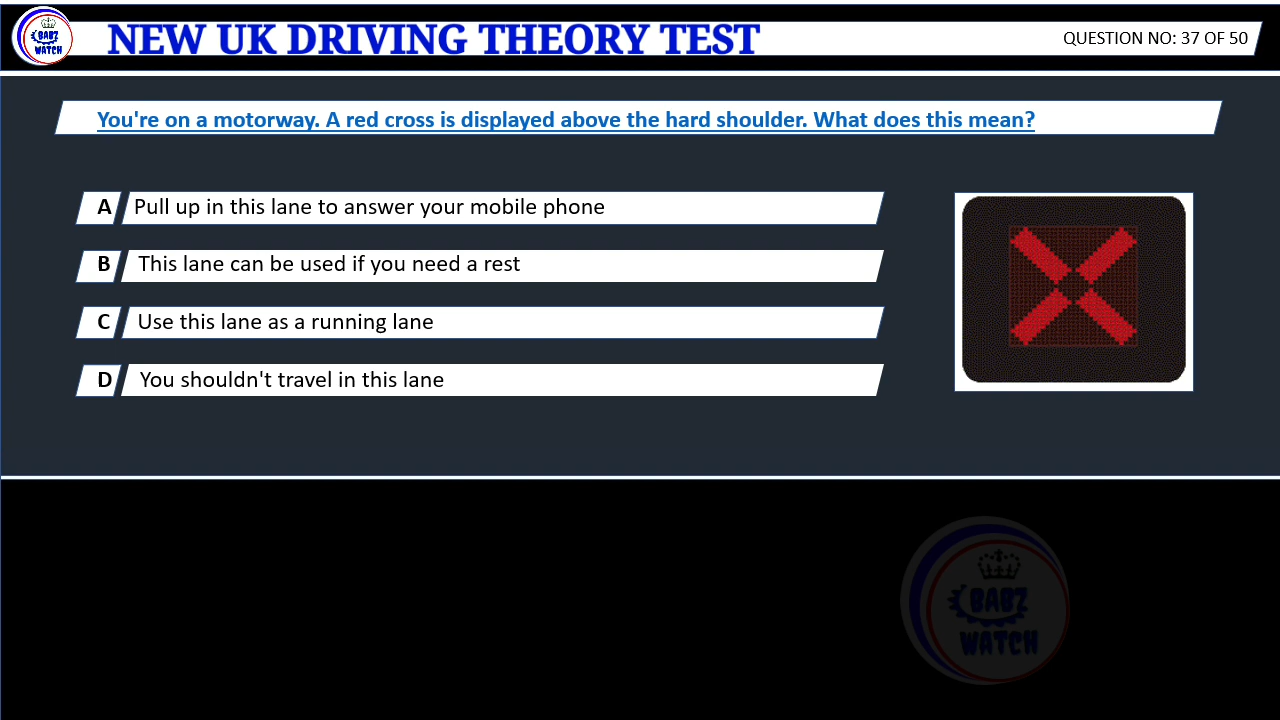 BABZ
WATCH
NEW UK DRIVING THEORY TEST
QUESTION NO: 37 OF 50
You're on a motorway. A red cross is displayed above the hard shoulder. What does this mean?
A Pull up in this lane to answer your mobile phone
B This lane can be used if you need a rest
C Use this lane as a running lane
D You shouldn't travel in this lane
BABZ
WATCH